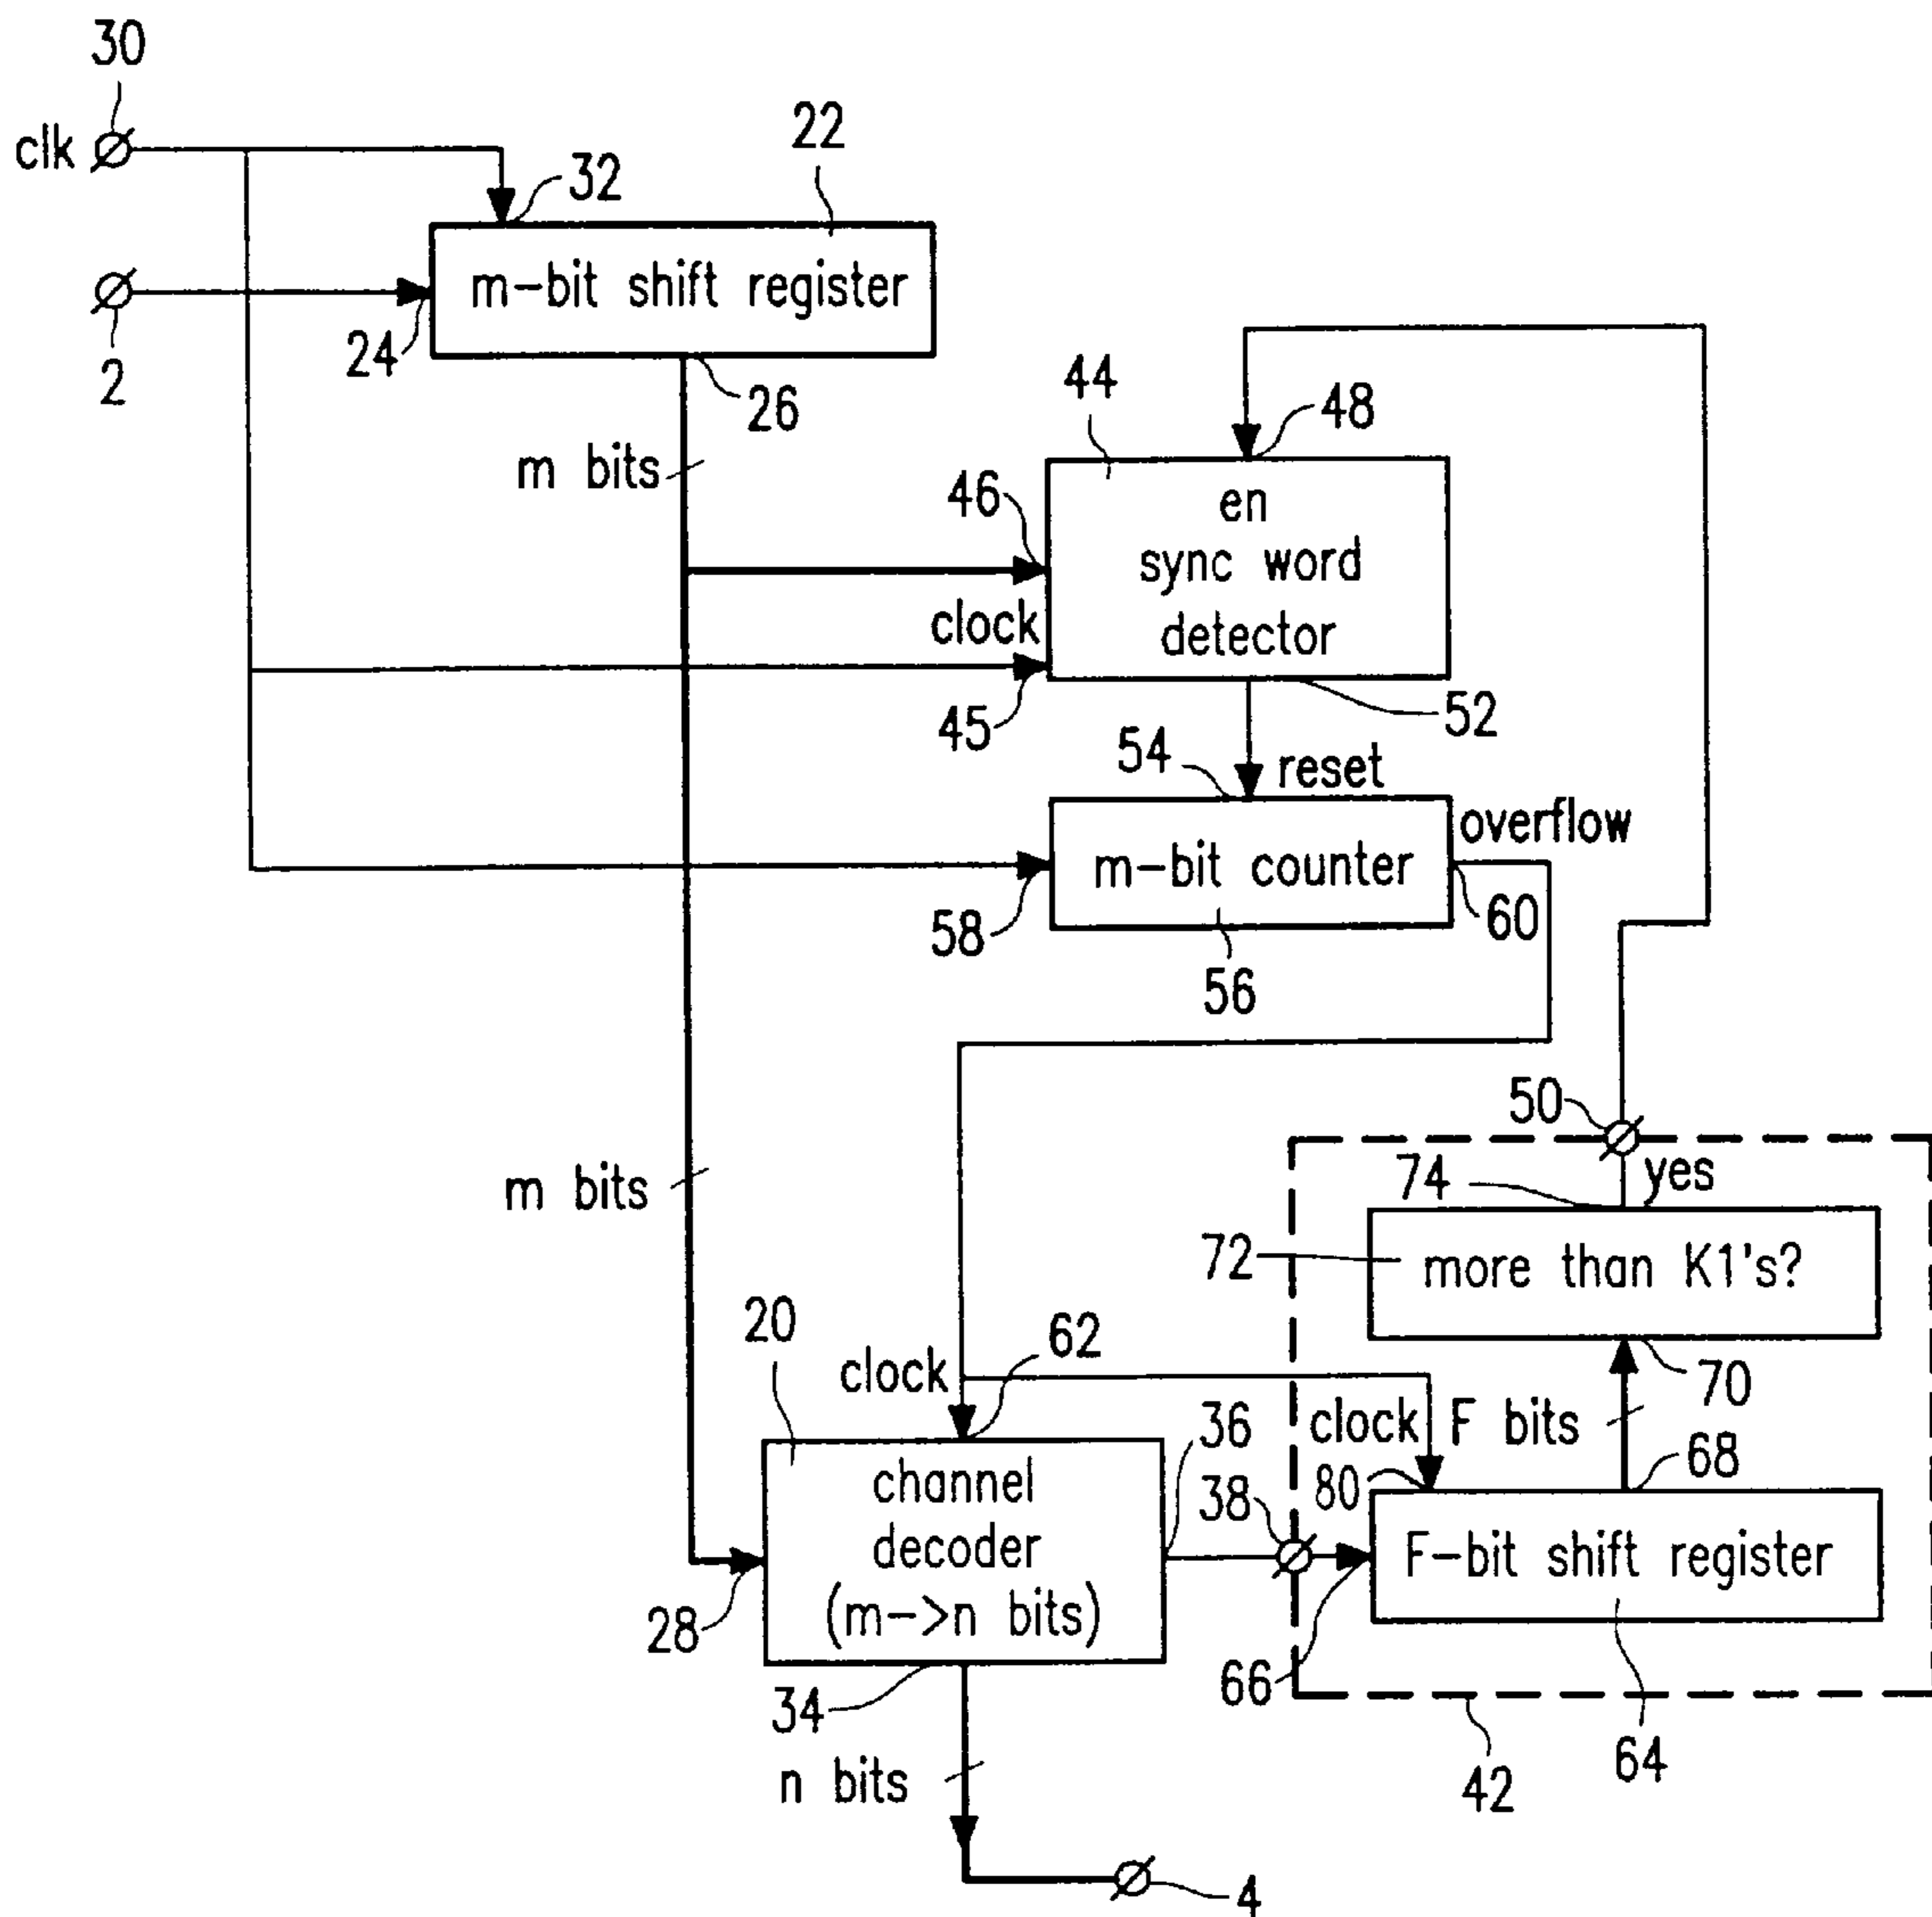 30
clk
22
32
m-bit shift register
24
2
26
m bits
44
48
46
en
sync word
detector
clock
45
52
54
reset
overflow
m-bit counter
58
60
56
50
m bits
74
yes
72
more than K1's?
20
62
clock
70
clock
F bits
36
68
80
38
channel
decoder
(m->n bits)
F-bit shift register
28
66
34
64
n bits
42
4